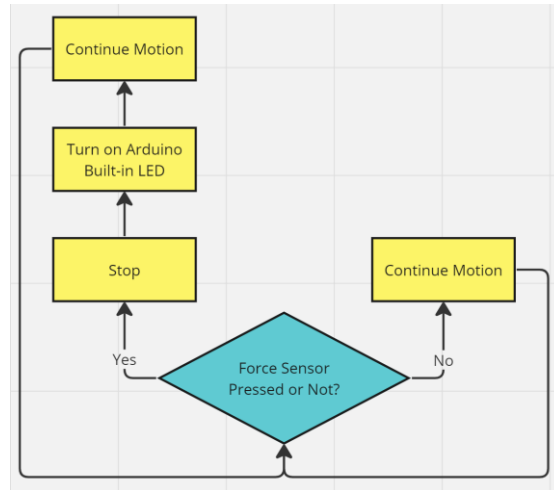 Continue Motion
Turn on Arduino
Built-in LED
Stop
Continue Motion
Yes
Force Sensor
Pressed or Not?
No